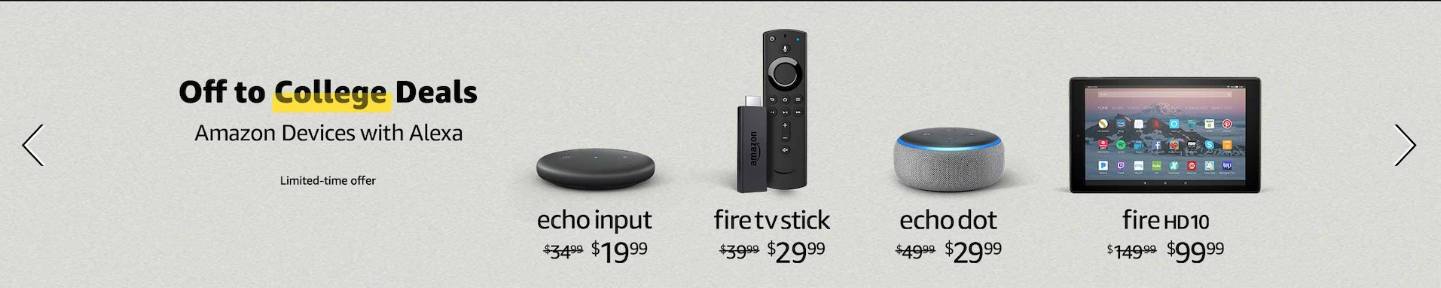 Off to College Deals
Amazon Devices with Alexa
Limited-time offer
amazon
echo input
$34.99 $19.99
fire tv stick
$39.99 $29.99
echo dot
$49.99 $29.99
fire HD10
$149.99 $99.99